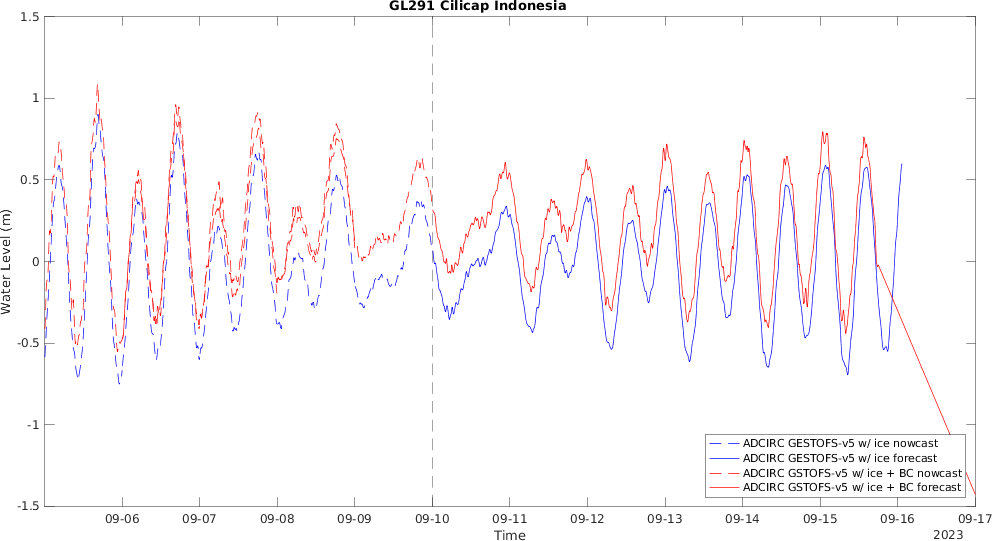 GL291 Cilicap Indonesia
1.5
1
0.5
0
-0.5
-1
-1.5
Water Level (m)
ADCIRC GESTOFS-v5 w/ ice nowcast
ADCIRC GESTOFS-v5 w/ ice forecast
ADCIRC GSTOFS-v5 w/ ice + BC nowcast
ADCIRC GSTOFS-v5 w/ ice + BC forecast
09-06 09-07 09-08 09-09 09-10 09-11 09-12 09-13 09-14 09-15 09-16 09-17
Time
2023